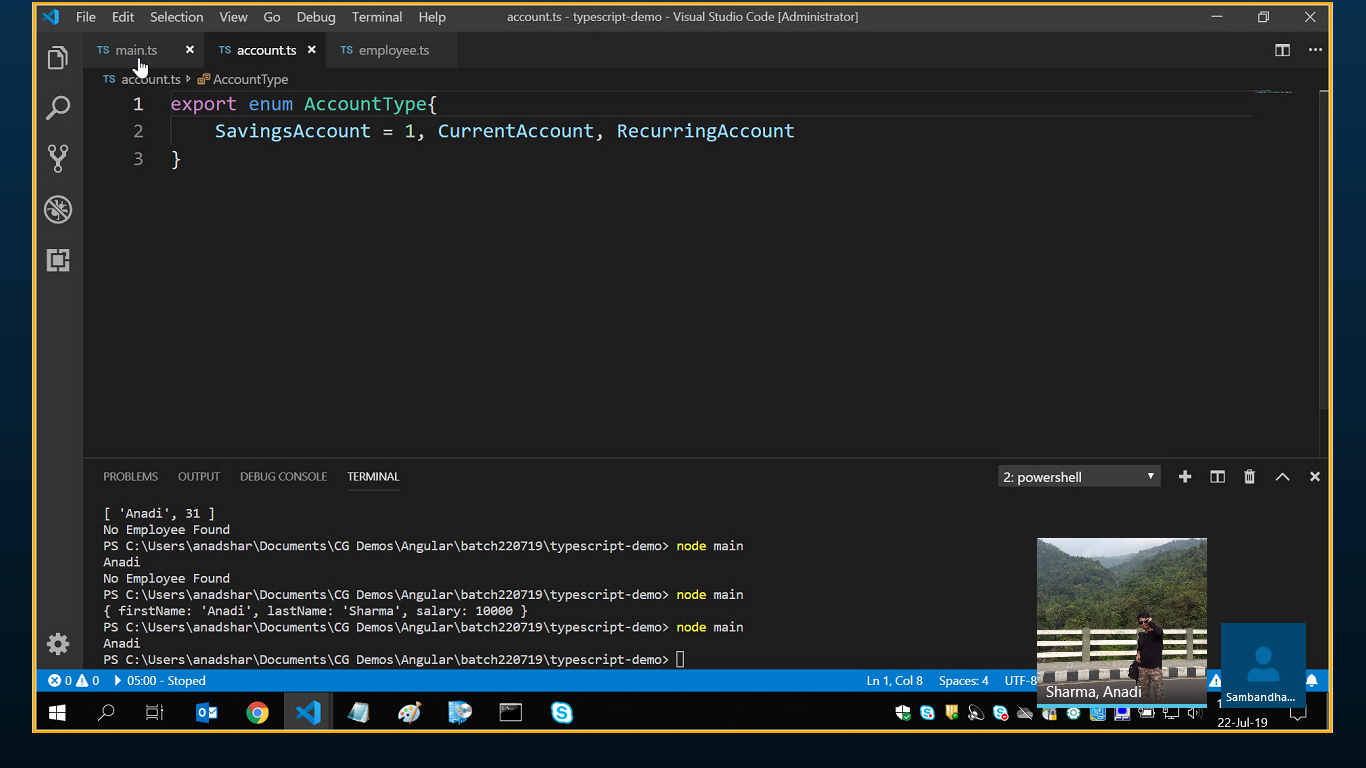 File Edit Selection View Go Debug Terminal Help account.ts - typescript-demo - Visual Studio Code [Administrator]
TS main.ts TS account.ts TS employee.ts
TS account.ts AccountType
1 export enum AccountType{
2 SavingsAccount = 1, CurrentAccount, RecurringAccount
3 }
PROBLEMS OUTPUT DEBUG CONSOLE TERMINAL 2: powershell
[ 'Anadi', 31 ]
No Employee Found
PS C:\Users\anadshar\Documents\CG Demos\Angular\batch220719\typescript-demo> node main
Anadi
No Employee Found
PS C:\Users\anadshar\Documents\CG Demos\Angular\batch220719\typescript-demo> node main
{ firstName: 'Anadi', lastName: 'Sharma', salary: 10000 }
PS C:\Users\anadshar\Documents\CG Demos\Angular\batch220719\typescript-demo> node main
Anadi
PS C:\Users\anadshar\Documents\CG Demos\Angular\batch220719\typescript-demo>
0 0 05:00 - Stoped Ln 1, Col 8 Spaces: 4 UTF-8
Sharma, Anadi
Sambandha...
22-Jul-19